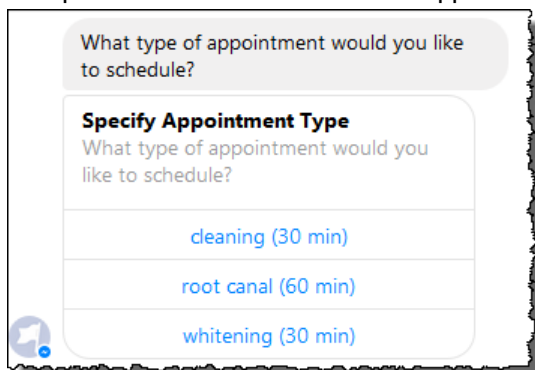 What type of appointment would you like
to schedule?
Specify Appointment Type
What type of appointment would you
like to schedule?
cleaning (30 min)
root canal (60 min)
whitening (30 min)